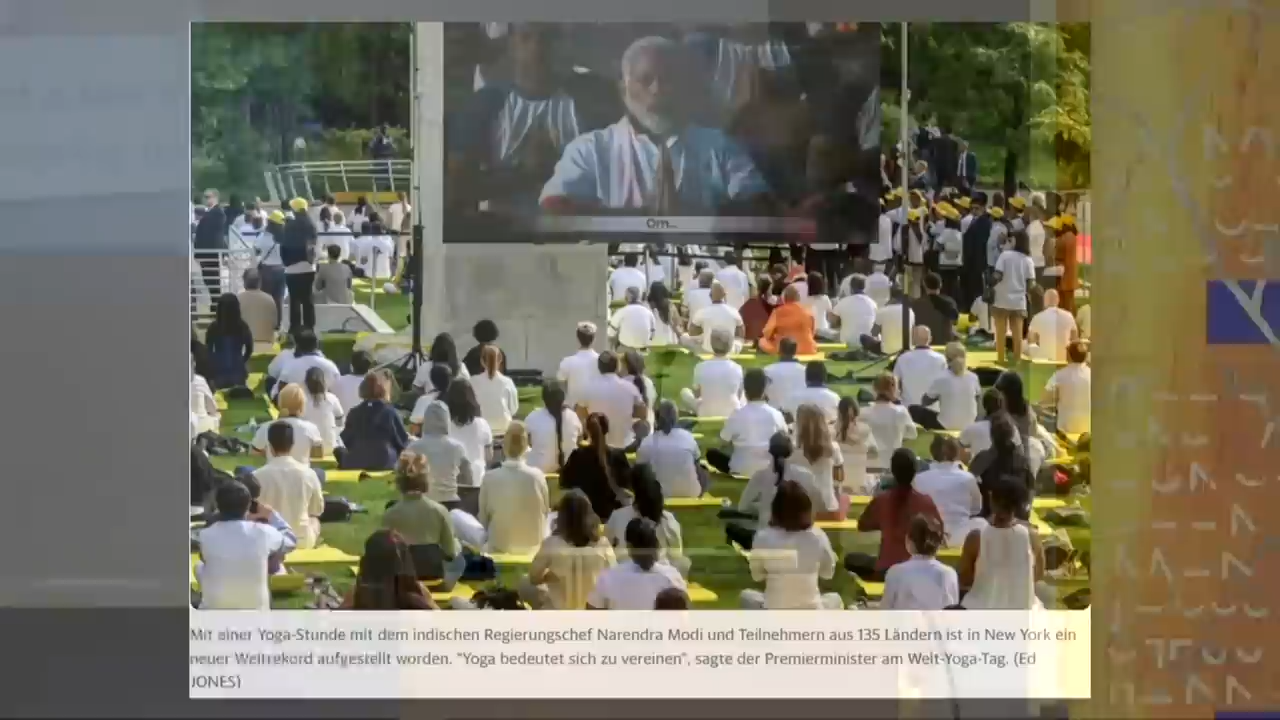 Om...
Mit einer Yoga-Stunde mit dem indischen Regierungschef Narendra Modi und Teilnehmern aus 135 Ländern ist in New York ein
neuer Weltrekord aufgestellt worden. "Yoga bedeutet sich zu vereinen", sagte der Premierminister am Welt-Yoga-Tag. (Ed
JONES)